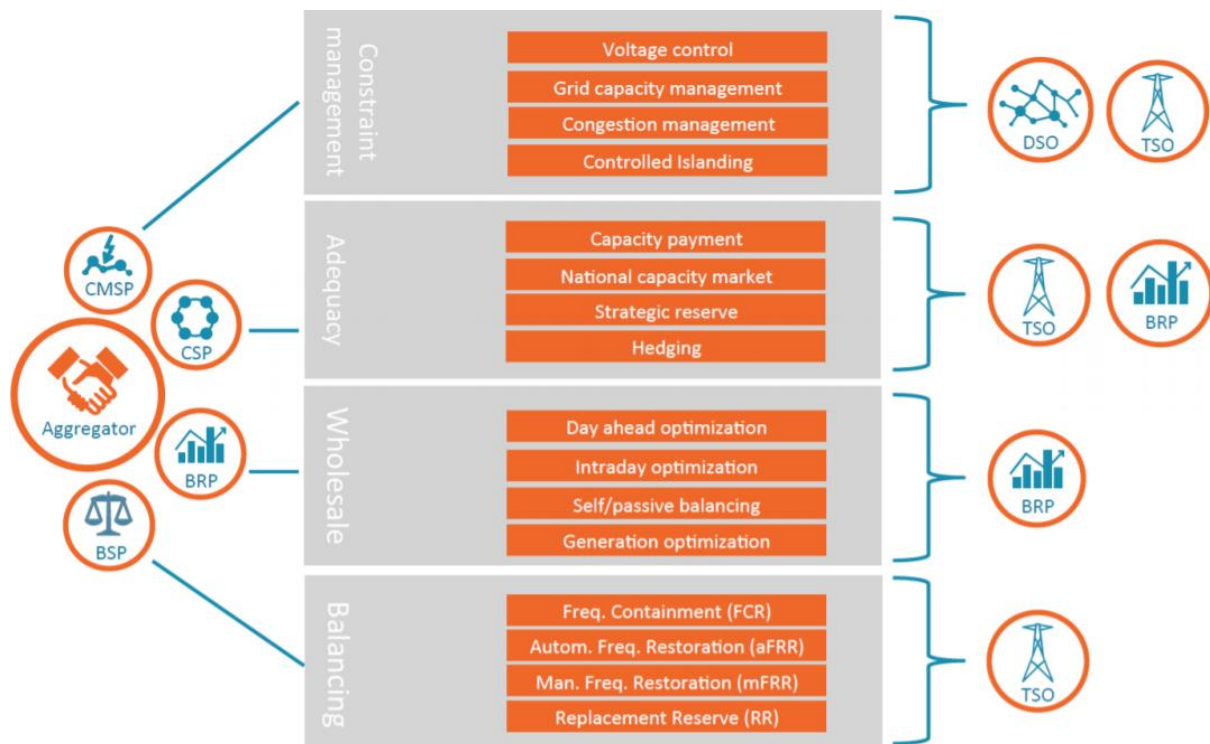 Constraint
management
Voltage control
Grid capacity management
Congestion management
Controlled Islanding
DSO
TSO
Adequacy
Capacity payment
National capacity market
Strategic reserve
Hedging
TSO
BRP
Wholesale
Day ahead optimization
Intraday optimization
Self/passive balancing
Generation optimization
BRP
Balancing
Freq. Containment (FCR)
Autom. Freq. Restoration (aFRR)
Man. Freq. Restoration (mFRR)
Replacement Reserve (RR)
TSO
CMSP
CSP
Aggregator
BRP
BSP